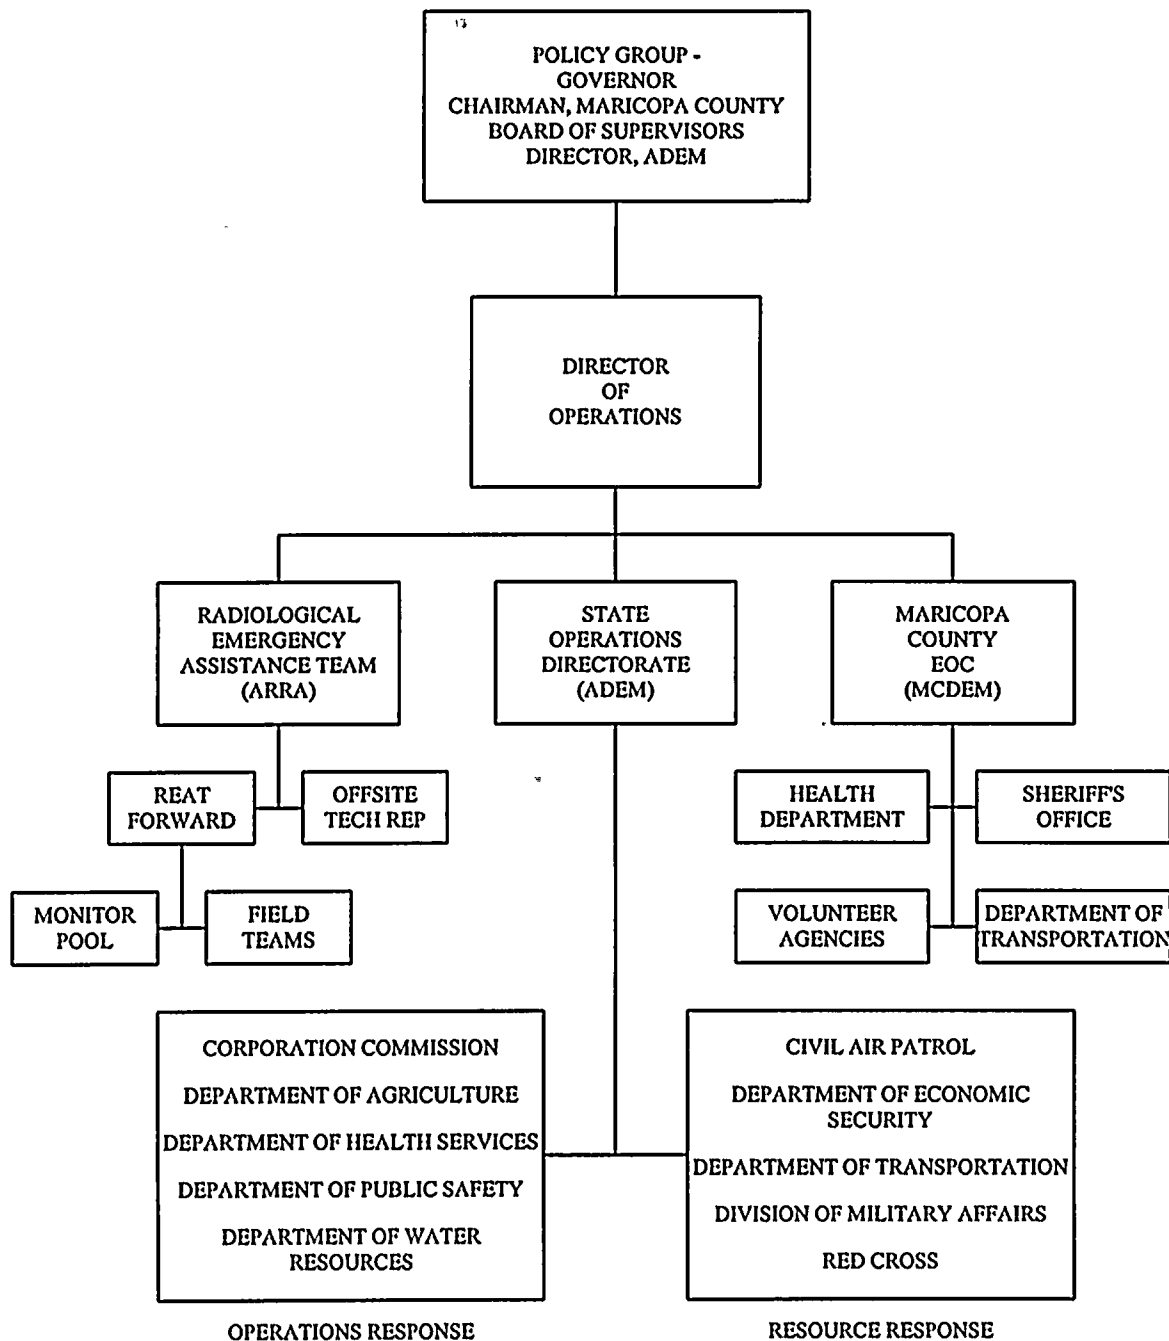 POLICY GROUP -
GOVERNOR
CHAIRMAN, MARICOPA COUNTY
BOARD OF SUPERVISORS
DIRECTOR, ADEM
DIRECTOR
OF
OPERATIONS
RADIOLOGICAL
EMERGENCY
ASSISTANCE TEAM
(ARRA)
STATE
OPERATIONS
DIRECTORATE
(ADEM)
MARICOPA
COUNTY
EOC
(MCDEM)
REAT
FORWARD
OFFSITE
TECH REP
HEALTH
DEPARTMENT
SHERIFF'S
OFFICE
MONITOR
POOL
FIELD
TEAMS
VOLUNTEER
AGENCIES
DEPARTMENT OF
TRANSPORTATION
CORPORATION COMMISSION
DEPARTMENT OF AGRICULTURE
DEPARTMENT OF HEALTH SERVICES
DEPARTMENT OF PUBLIC SAFETY
DEPARTMENT OF WATER
RESOURCES
CIVIL AIR PATROL
DEPARTMENT OF ECONOMIC
SECURITY
DEPARTMENT OF TRANSPORTATION
DIVISION OF MILITARY AFFAIRS
RED CROSS
OPERATIONS RESPONSE
RESOURCE RESPONSE